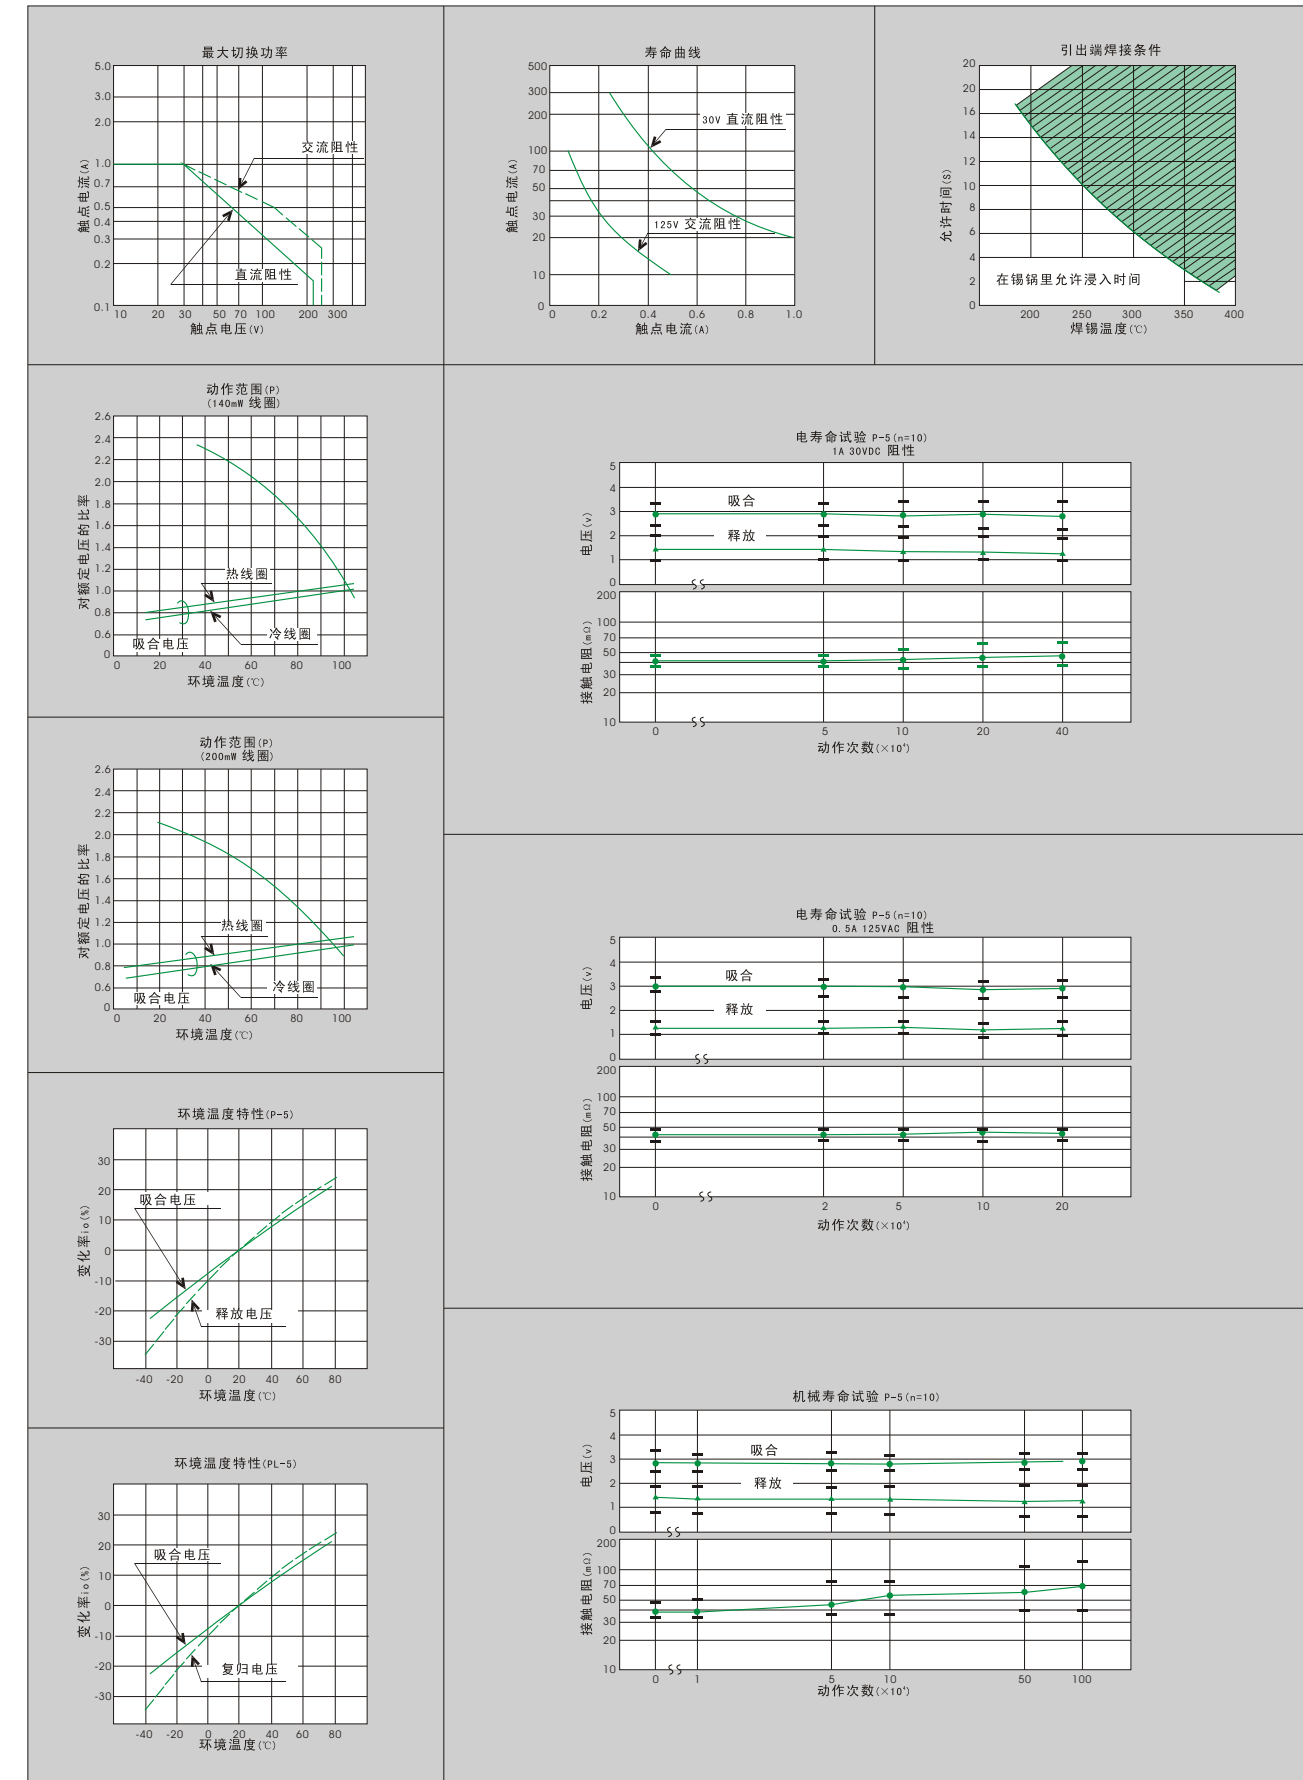 最大切换功率
5.0
3.0
2.0
1.0
0.7
0.5
0.4
0.3
0.2
0.1
触点电流(A)
交流阻性
直流阻性
10 20 30 50 70 100 200 300
触点电压(V)
寿命曲线
500
300
200
100
70
50
30
20
10
0
触点电流(A)
30V 直流阻性
125V 交流阻性
0 0.2 0.4 0.6 0.8 1.0
触点电流(A)
引出端焊接条件
20
20
16
14
12
10
8
6
4
2
0
允许时间(S)
在锡锅里允许浸入时间
200 250 300 350 400
焊锡温度(℃)
动作范围(P)
(140mW 线圈)
2.6
2.4
2.2
2.0
1.8
1.6
1.4
1.2
1.0
0.8
0.6
0
对额定电压的比率
热线圈
冷线圈
吸合电压
0 20 40 60 80 100
环境温度(℃)
电寿命试验 P-5(n=10)
1A 30VDC 阻性
5
4
3
2
1
0
电压(v)
吸合
释放
200
100
70
50
30
20
10
接触电阻(mΩ)
0 5 10 20 40
动作次数(×10⁴)
动作范围(P)
(200mW 线圈)
2.6
2.4
2.2
2.0
1.8
1.6
1.4
1.2
1.0
0.8
0.6
0
对额定电压的比率
热线圈
冷线圈
吸合电压
0 20 40 60 80 100
环境温度(℃)
电寿命试验 P-5(n=10)
0.5A 125VAC 阻性
5
4
3
2
1
0
电压(v)
吸合
释放
200
100
70
50
30
20
10
接触电阻(mΩ)
0 2 5 10 20
动作次数(×10⁴)
环境温度特性(P-5)
30
20
10
0
-10
-20
-30
变化率io(%)
吸合电压
释放电压
-40 -20 0 20 40 60 80
环境温度(℃)
机械寿命试验 P-5(n=10)
5
4
3
2
1
0
电压(v)
吸合
释放
200
100
70
50
30
20
10
接触电阻(mΩ)
0 1 5 10 50 100
动作次数(×10⁴)
环境温度特性(PL-5)
30
20
10
0
-10
-20
-30
变化率io(%)
吸合电压
复归电压
-40 -20 0 20 40 60 80
环境温度(℃)